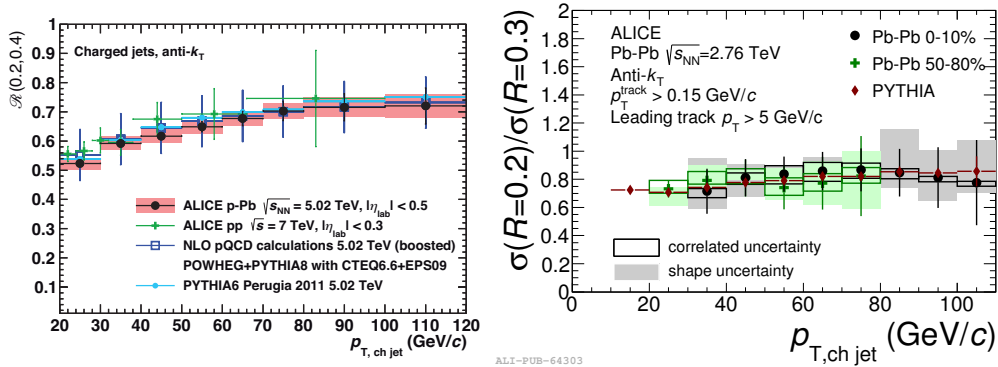 ℛ(0.2,0.4)
1
0.9
0.8
0.7
0.6
0.5
0.4
0.3
0.2
0.1
Charged jets, anti-kT
ALICE p-Pb √sNN = 5.02 TeV, |ηlab| < 0.5
ALICE pp √s = 7 TeV, |ηlab| < 0.3
NLO pQCD calculations 5.02 TeV (boosted)
POWHEG+PYTHIA8 with CTEQ6.6+EPS09
PYTHIA6 Perugia 2011 5.02 TeV
20 30 40 50 60 70 80 90 100 110 120
pT, ch jet (GeV/c)
σ(R=0.2)/σ(R=0.3)
2
1.8
1.6
1.4
1.2
1
0.8
0.6
0.4
0.2
0
ALICE
Pb-Pb √sNN=2.76 TeV
Anti-kT
pTtrack > 0.15 GeV/c
Leading track pT > 5 GeV/c
Pb-Pb 0-10%
Pb-Pb 50-80%
PYTHIA
correlated uncertainty
shape uncertainty
0 20 40 60 80 100
pT,ch jet (GeV/c)
ALI-PUB-64303